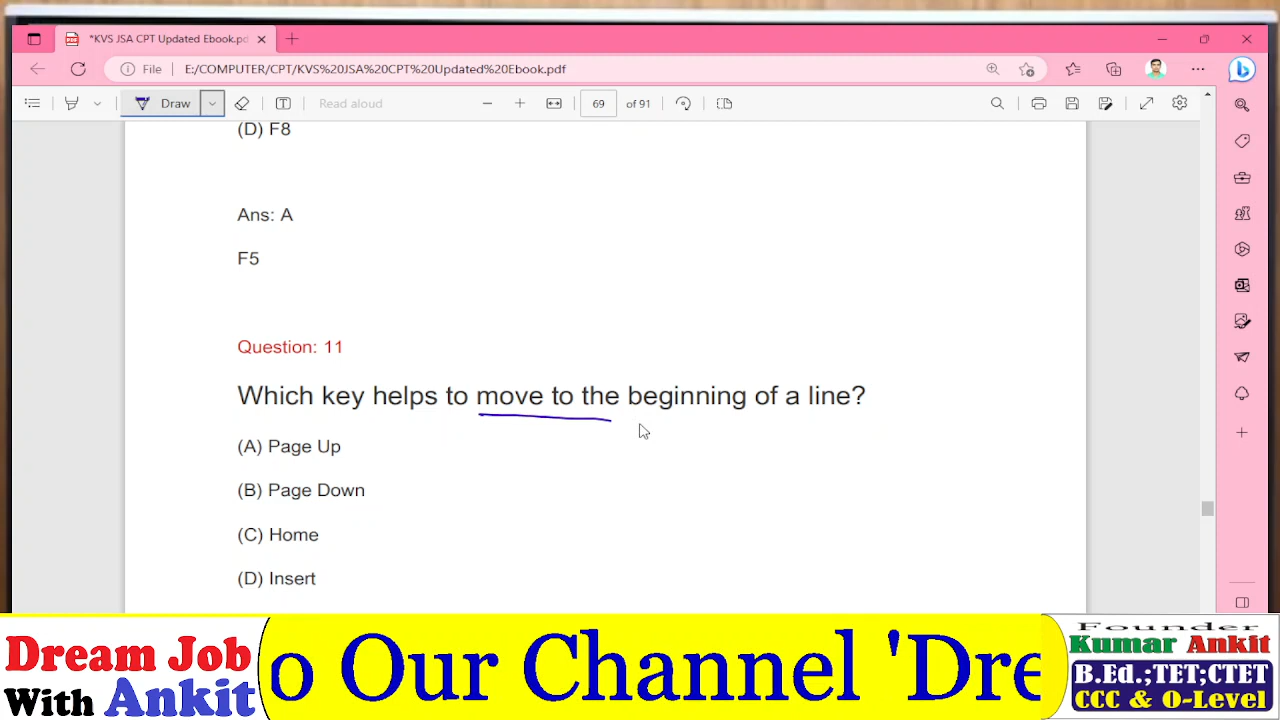 *KVS JSA CPT Updated Ebook.pd
File E:/COMPUTER/CPT/KVS%20JSA%20CPT%20Updated%20Ebook.pdf
Draw Read aloud 69 of 91
(D) F8
Ans: A
F5
Question: 11
Which key helps to move to the beginning of a line?
(A) Page Up
(B) Page Down
(C) Home
(D) Insert
Dream Job
With Ankit
o Our Channel 'Dre
Founder
Kumar Ankit
B.Ed.;TET;CTET
CCC & O-Level